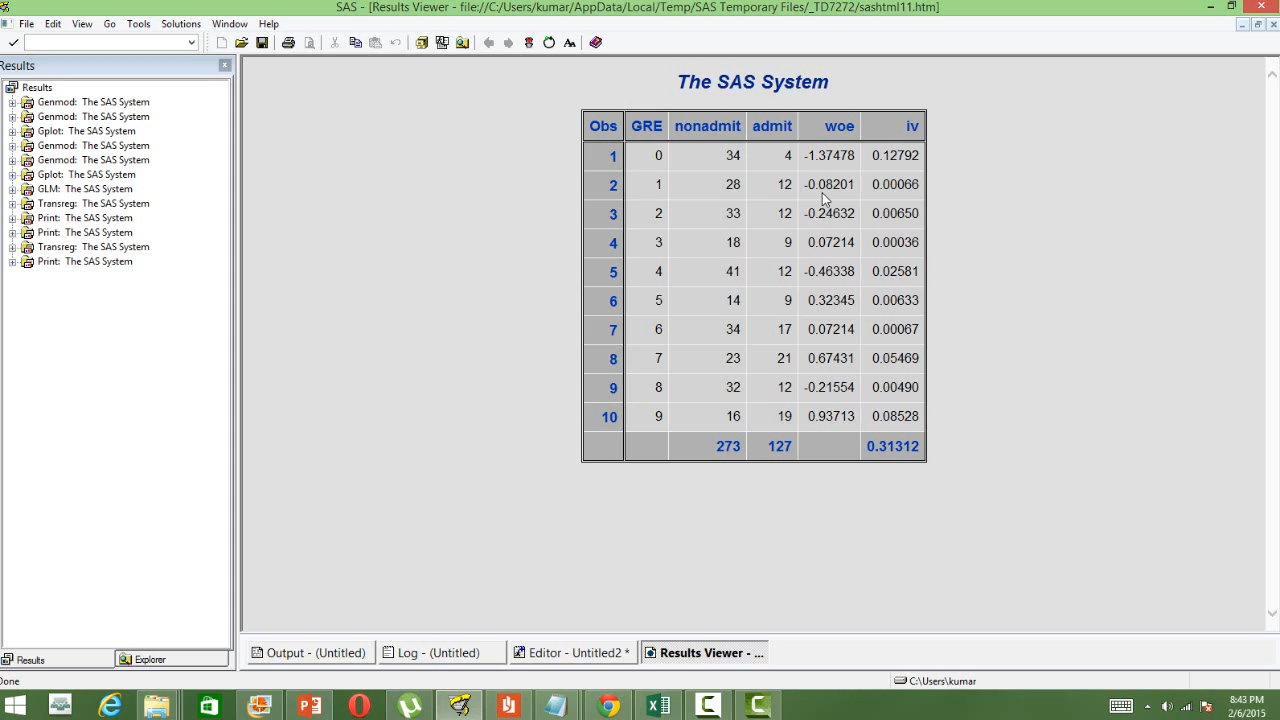 SAS - [Results Viewer - file://C:/Users/kumar/AppData/Local/Temp/SAS Temporary Files/_TD7272/sashtml11.htm]
File Edit View Go Tools Solutions Window Help
Results
Results
Genmod: The SAS System
Genmod: The SAS System
Gplot: The SAS System
Genmod: The SAS System
Genmod: The SAS System
Gplot: The SAS System
GLM: The SAS System
Transreg: The SAS System
Print: The SAS System
Print: The SAS System
Transreg: The SAS System
Print: The SAS System
The SAS System
Obs GRE nonadmit admit woe iv
1 0 34 4 -1.37478 0.12792
2 1 28 12 -0.08201 0.00066
3 2 33 12 -0.24632 0.00650
4 3 18 9 0.07214 0.00036
5 4 41 12 -0.46338 0.02581
6 5 14 9 0.32345 0.00633
7 6 34 17 0.07214 0.00067
8 7 23 21 0.67431 0.05469
9 8 32 12 -0.21554 0.00490
10 9 16 19 0.93713 0.08528
273 127 0.31312
Results Explorer
Output - (Untitled) Log - (Untitled) Editor - Untitled2 * Results Viewer - ...
Done
C:\Users\kumar
8:43 PM
2/6/2015